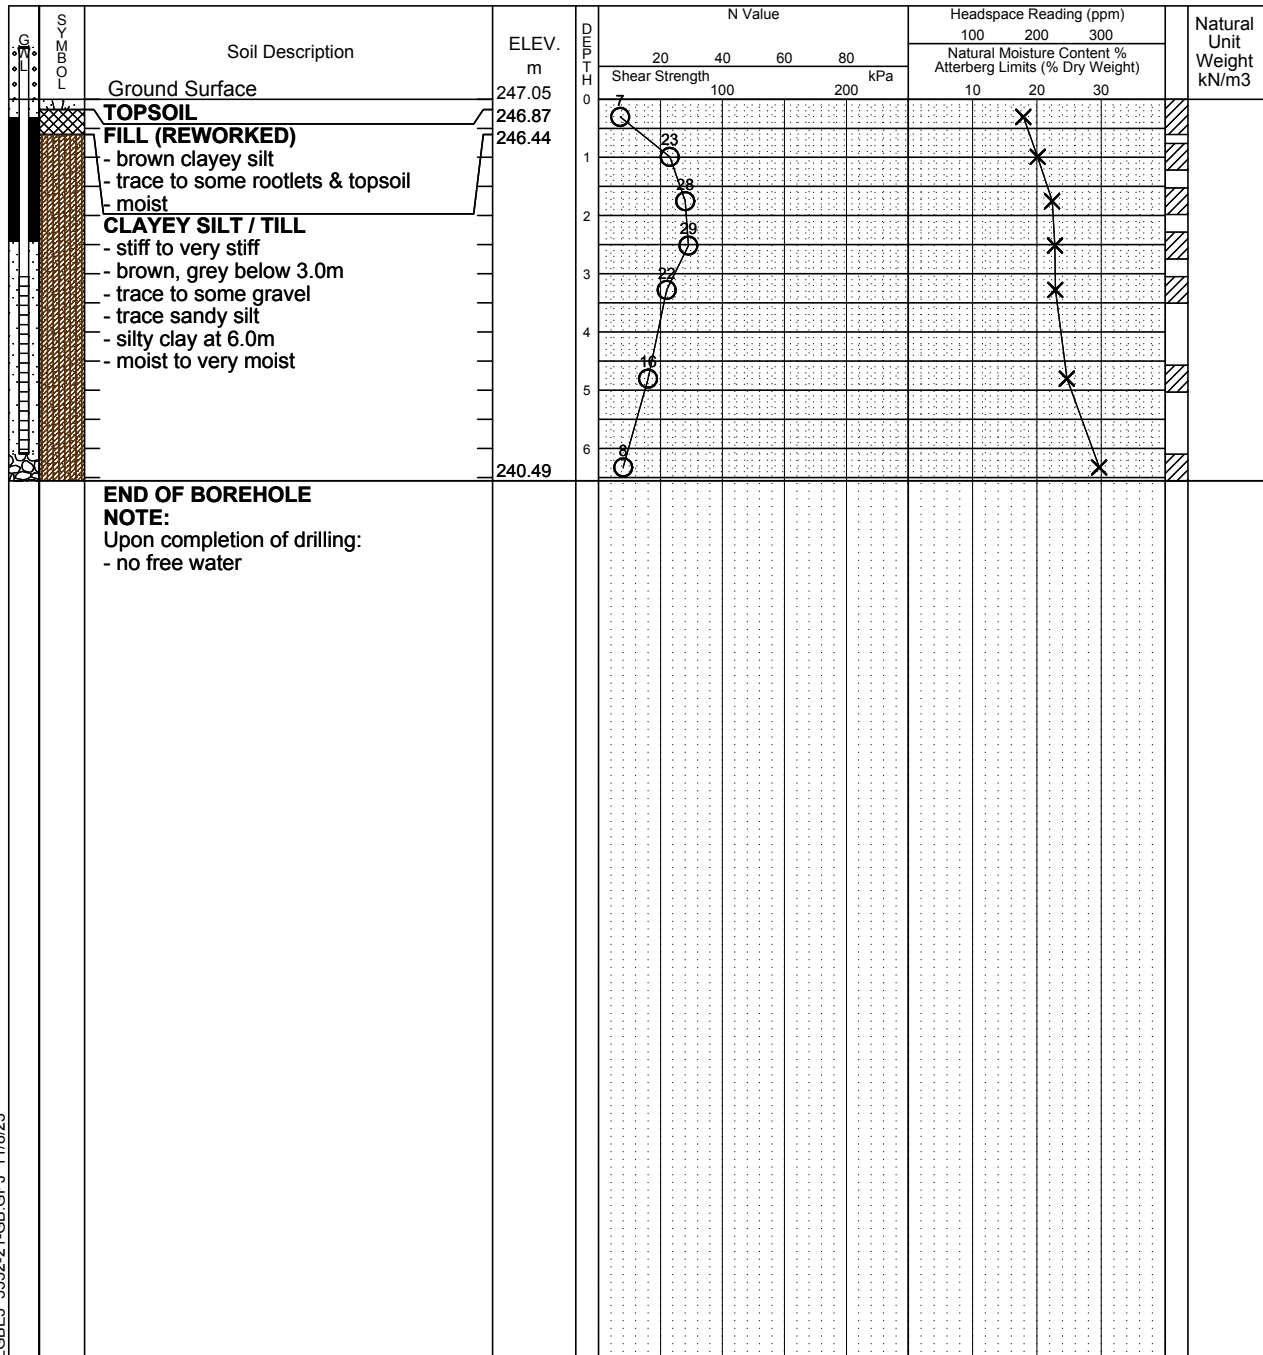 GWL
SYMBOL
Soil Description
Ground Surface
ELEV.
m
DEPTH
N Value
20 40 60 80
Shear Strength kPa
100 200
Headspace Reading (ppm)
100 200 300
Natural Moisture Content %
Atterberg Limits (% Dry Weight)
10 20 30
Natural
Unit
Weight
kN/m3
247.05
0
TOPSOIL 246.87
7
FILL (REWORKED) 246.44
23
- brown clayey silt
1
- trace to some rootlets & topsoil
28
- moist
2
CLAYEY SILT / TILL
29
- stiff to very stiff
- brown, grey below 3.0m
3
22
- trace to some gravel
- trace sandy silt
4
- silty clay at 6.0m
- moist to very moist
16
5
6
8
240.49
END OF BOREHOLE
NOTE:
Upon completion of drilling:
- no free water